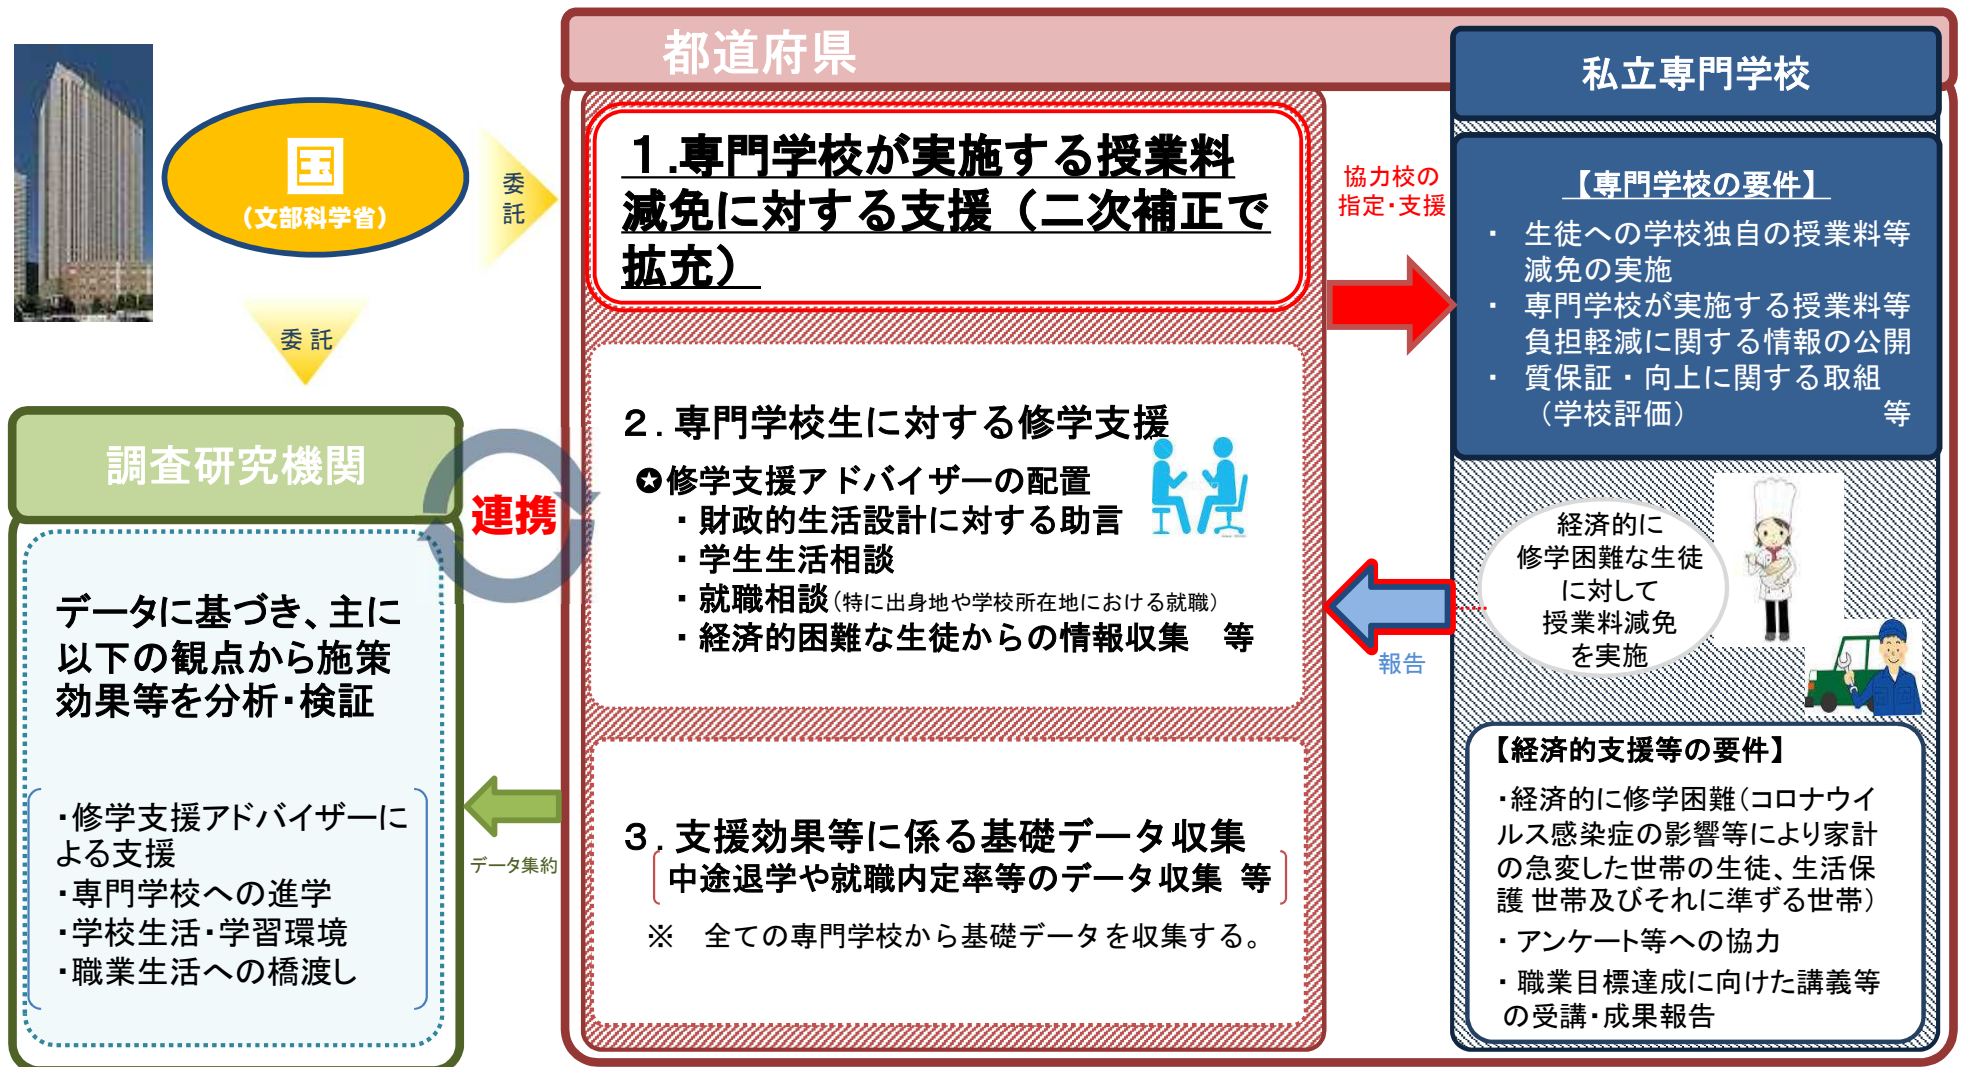 都道府県
私立専門学校
国
(文部科学省)
委
託
委 託
1.専門学校が実施する授業料
減免に対する支援（二次補正で
拡充）
協力校の
指定・支援
【専門学校の要件】
・ 生徒への学校独自の授業料等
減免の実施
・ 専門学校が実施する授業料等
負担軽減に関する情報の公開
・ 質保証・向上に関する取組
（学校評価） 等
調査研究機関
連携
データに基づき、主に
以下の観点から施策
効果等を分析・検証
・修学支援アドバイザーに
よる支援
・専門学校への進学
・学校生活・学習環境
・職業生活への橋渡し
データ集約
２. 専門学校生に対する修学支援
✪修学支援アドバイザーの配置
・財政的生活設計に対する助言
・学生生活相談
・就職相談（特に出身地や学校所在地における就職）
・経済的困難な生徒からの情報収集 等
３. 支援効果等に係る基礎データ収集
中途退学や就職内定率等のデータ収集 等
※ 全ての専門学校から基礎データを収集する。
報告
経済的に
修学困難な生徒
に対して
授業料減免
を実施
【経済的支援等の要件】
・経済的に修学困難（コロナウイ
ルス感染症の影響等により家計
の急変した世帯の生徒、生活保
護 世帯及びそれに準ずる世帯）
・アンケート等への協力
・職業目標達成に向けた講義等
の受講・成果報告